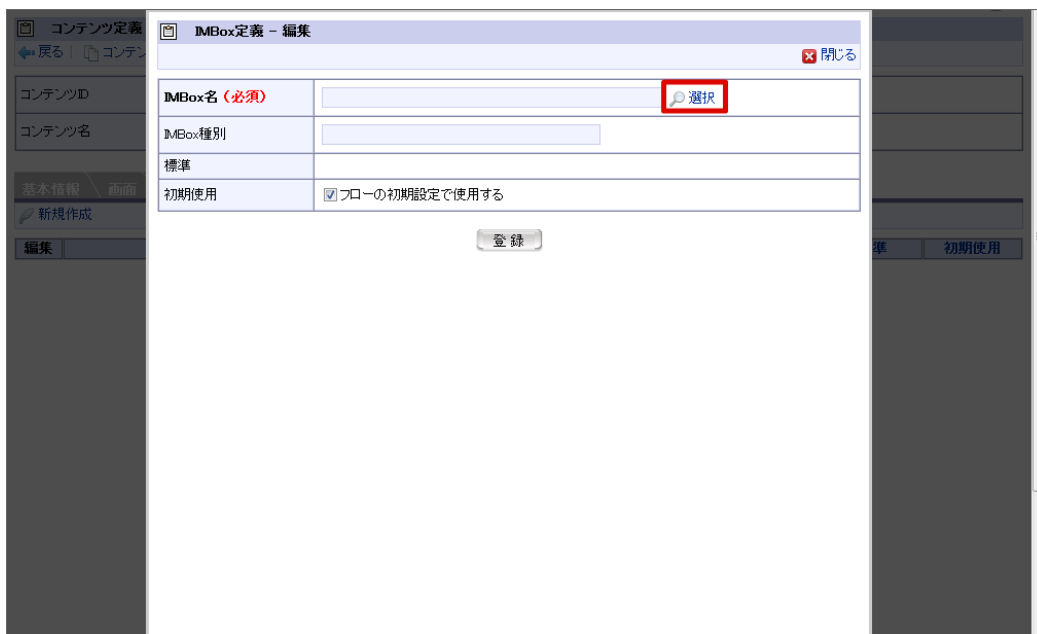 コンテンツ定義
戻る コンテン
コンテンツID
コンテンツ名
基本情報 画面
新規作成
編集
IMBox定義 - 編集
閉じる
IMBox名（必須） 選択
IMBox種別
標準
初期使用 フローの初期設定で使用する
登録
準 初期使用